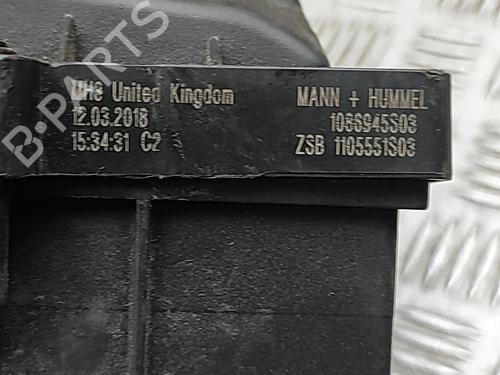 MHG United Kingdom
12.03.2018
15:34:31 C2
MANN + HUMMEL
1066945S03
ZSB 1105551S03
B-PARTS